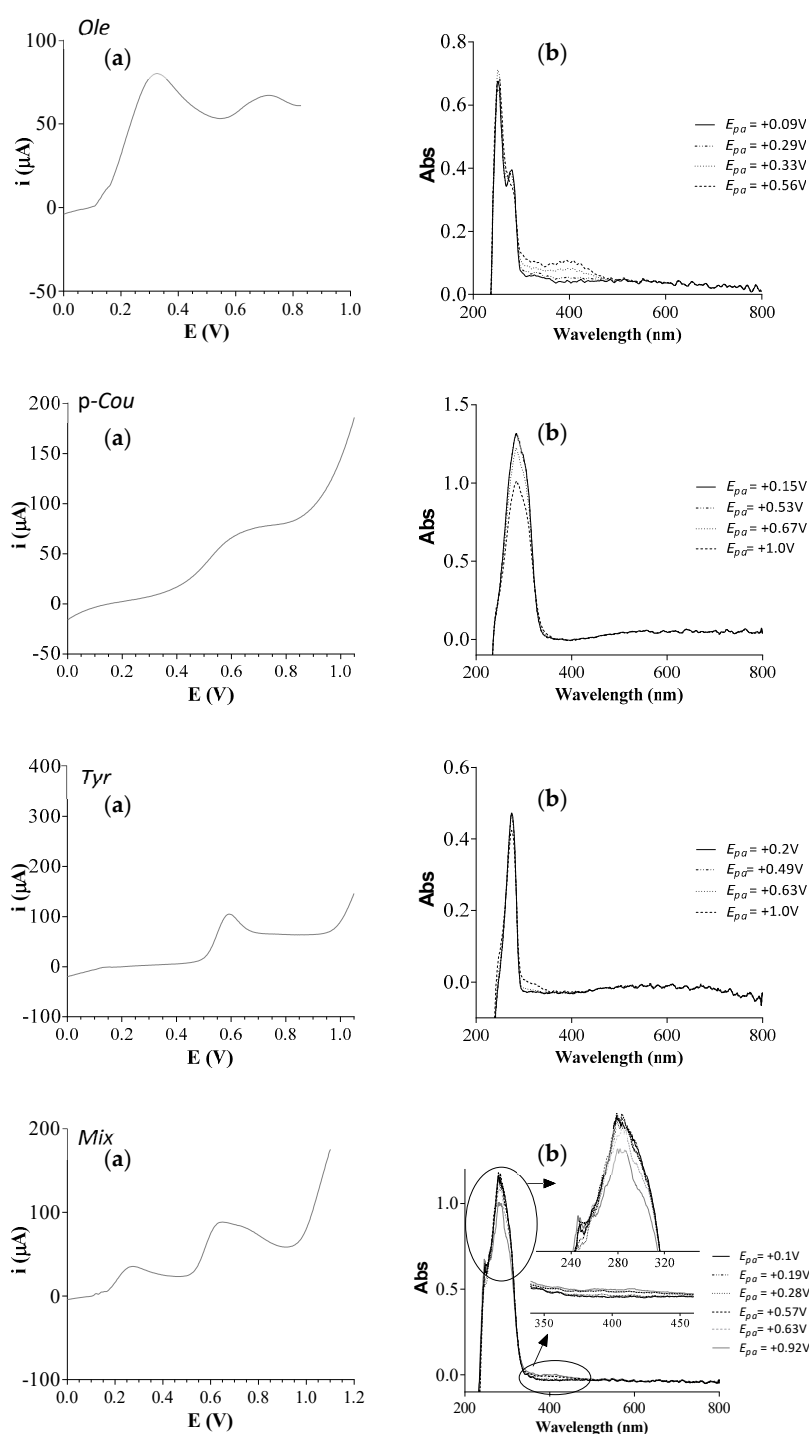 Ole
(a)
100
50
0
-50
i (μA)
0.0 0.2 0.4 0.6 0.8 1.0
E (V)
(b)
0.8
0.6
0.4
0.2
0.0
Abs
200 400 600 800
Wavelength (nm)
Epa = +0.09V
Epa = +0.29V
Epa = +0.33V
Epa = +0.56V
p-Cou
(a)
200
150
100
50
0
-50
i (μA)
0.0 0.2 0.4 0.6 0.8 1.0
E (V)
(b)
1.5
1.0
0.5
0.0
Abs
200 400 600 800
Wavelength (nm)
Epa = +0.15V
Epa = +0.53V
Epa = +0.67V
Epa = +1.0V
Tyr
(a)
400
300
200
100
0
-100
i (μA)
0.0 0.2 0.4 0.6 0.8 1.0
E (V)
(b)
0.6
0.4
0.2
0.0
Abs
200 400 600 800
Wavelength (nm)
Epa = +0.2V
Epa = +0.49V
Epa = +0.63V
Epa = +1.0V
Mix
(a)
200
100
0
-100
i (μA)
0.0 0.2 0.4 0.6 0.8 1.0 1.2
E (V)
(b)
1.0
0.5
0.0
Abs
240 280 320
350 400 450
200 400 600 800
Wavelength (nm)
Epa = +0.1V
Epa = +0.19V
Epa = +0.28V
Epa = +0.57V
Epa = +0.63V
Epa = +0.92V